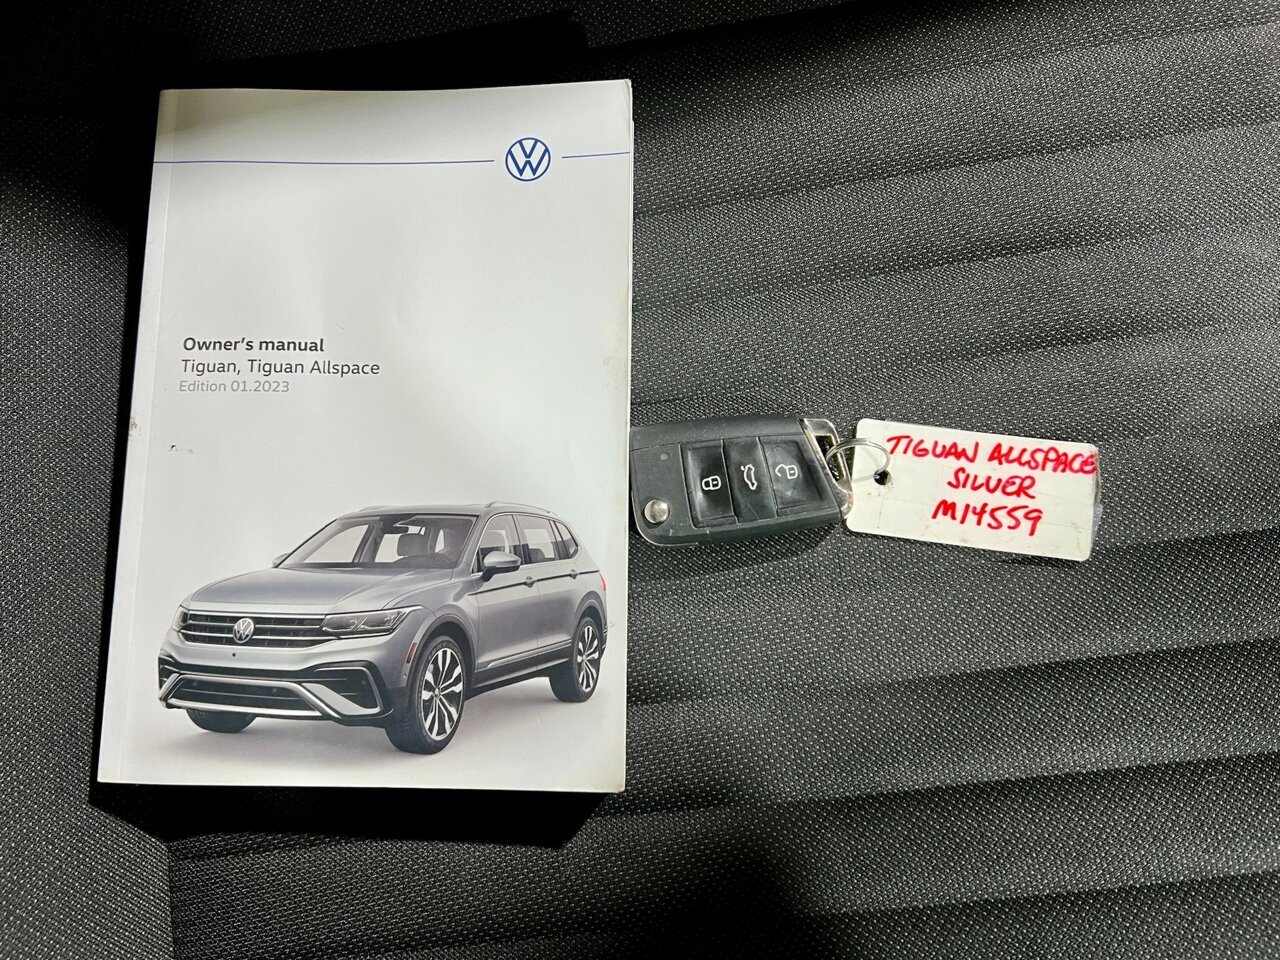 Owner's manual
Tiguan, Tiguan Allspace
Edition 01.2023
TIGUAN ALLSPACE
SILVER
M14559